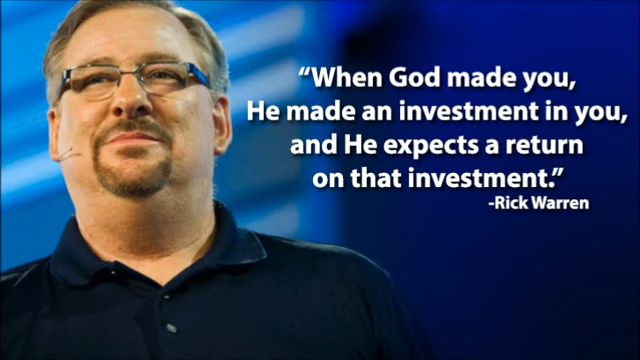 “When God made you,
He made an investment in you,
and He expects a return
on that investment.”
-Rick Warren